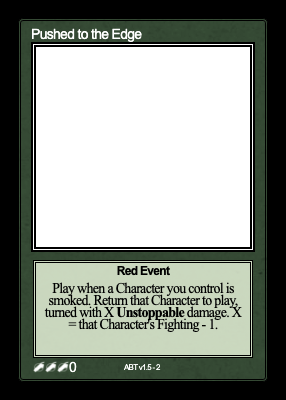 Pushed to the Edge
Red Event
Play when a Character you control is
smoked. Return that Character to play,
turned with X Unstoppable damage. X
= that Character's Fighting - 1.
0
ABT v1.5 - 2